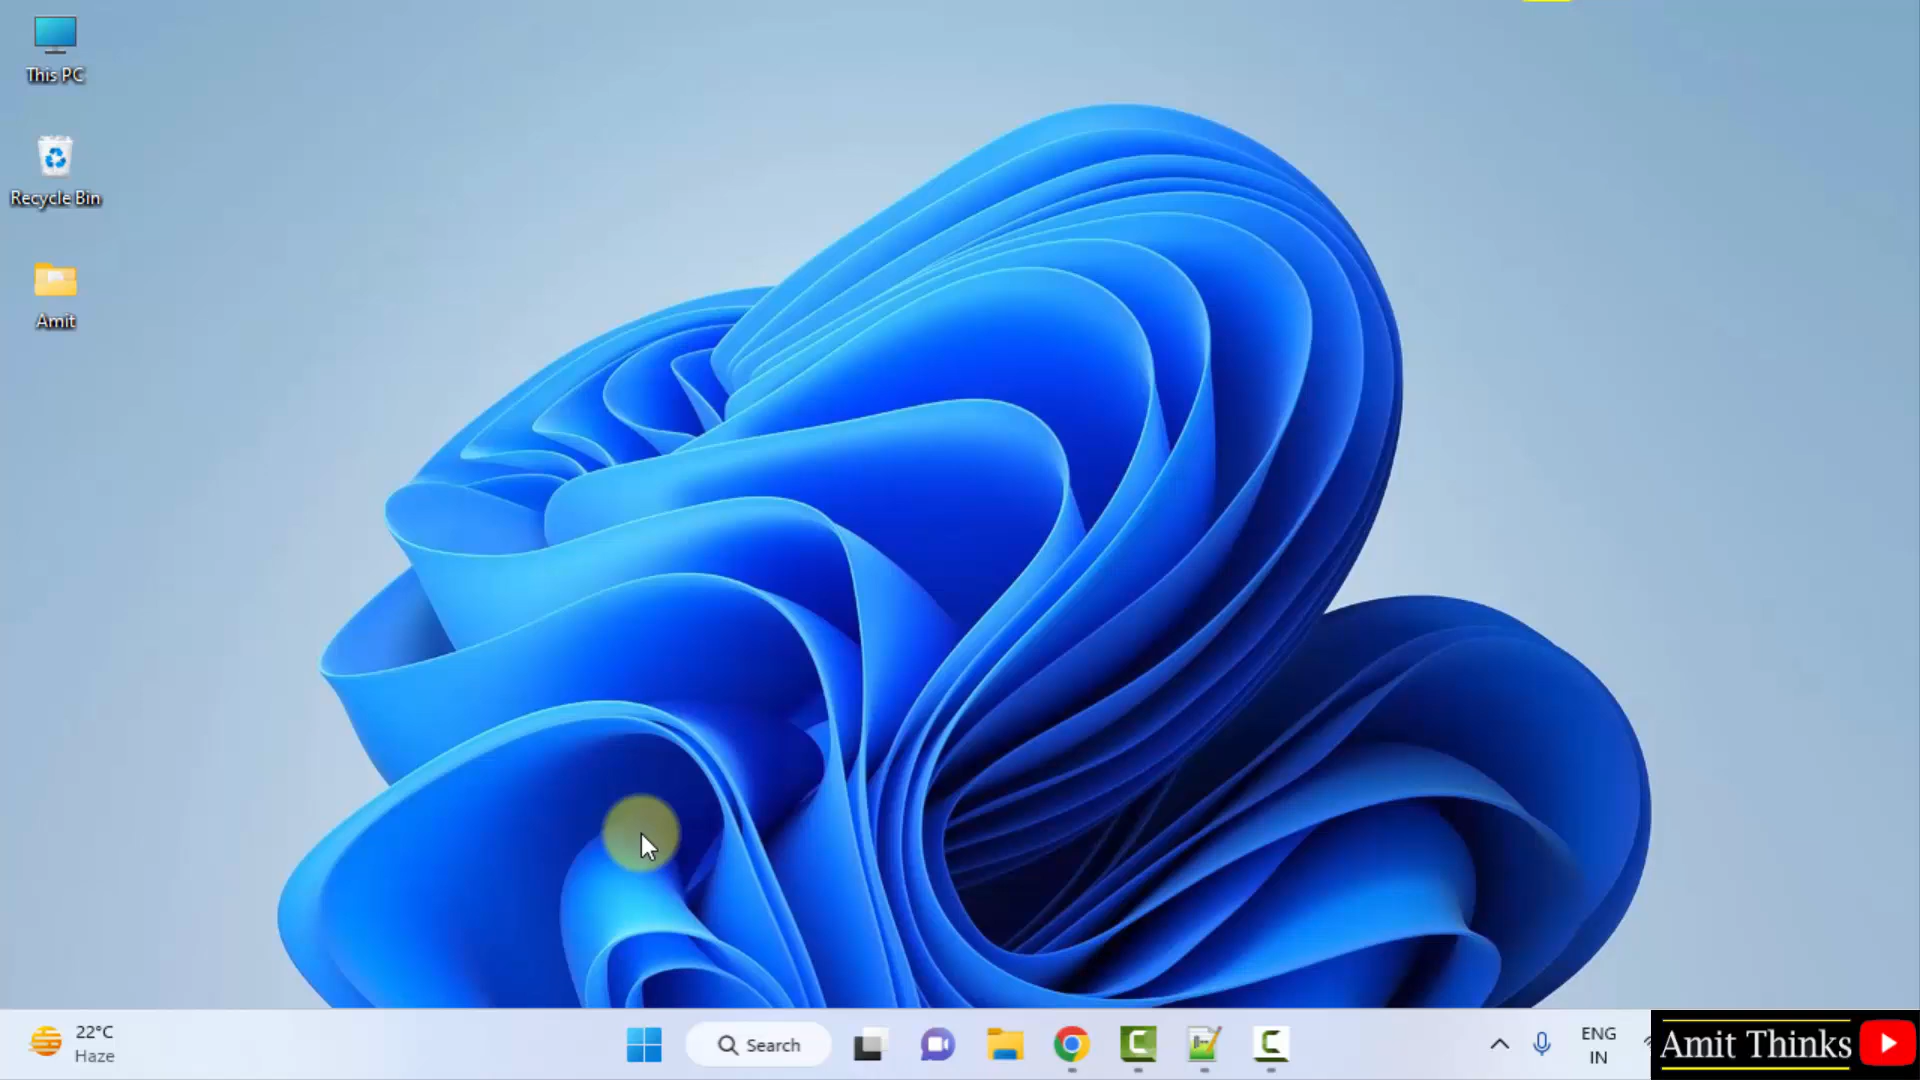 This PC
Recycle Bin
Amit
22°C
Haze
Search
ENG
IN
Amit Thinks